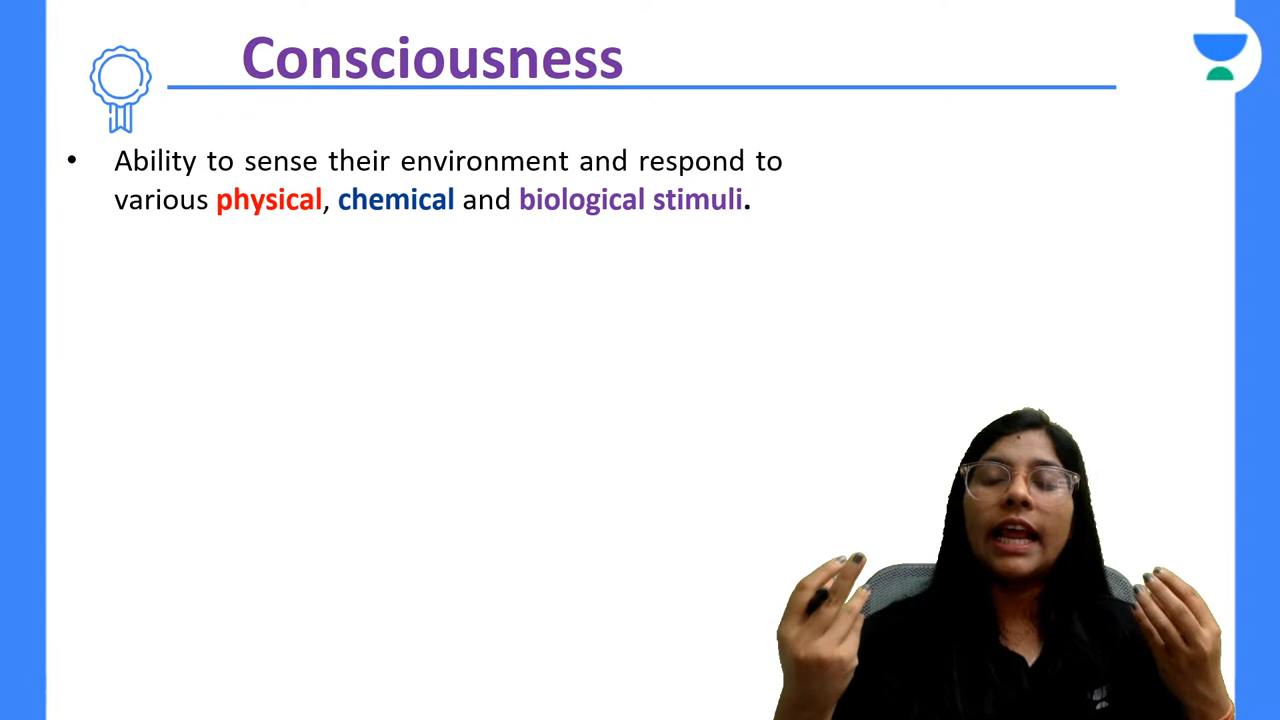 Consciousness
• Ability to sense their environment and respond to
various physical, chemical and biological stimuli.